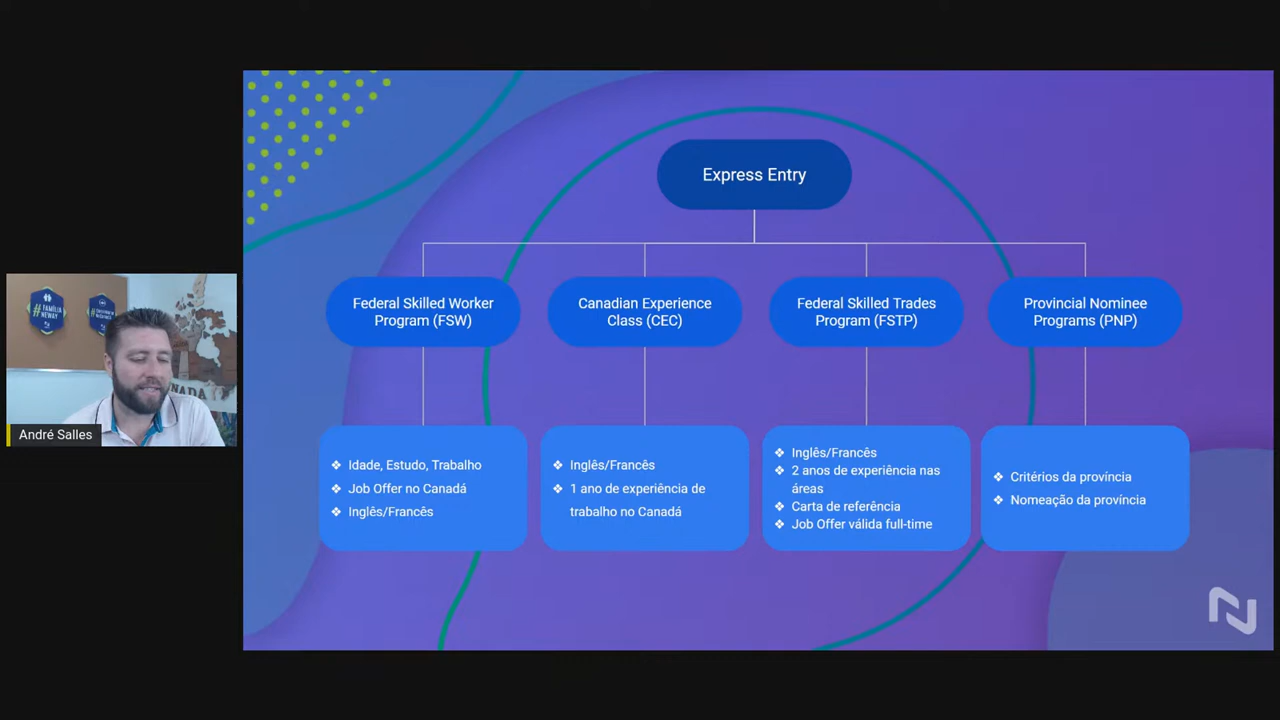 Express Entry
Federal Skilled Worker
Program (FSW)
Canadian Experience
Class (CEC)
Federal Skilled Trades
Program (FSTP)
Provincial Nominee
Programs (PNP)
❖ Idade, Estudo, Trabalho
❖ Job Offer no Canadá
❖ Inglês/Francês
❖ Inglês/Francês
❖ 1 ano de experiência de
trabalho no Canadá
❖ Inglês/Francês
❖ 2 anos de experiência nas
áreas
❖ Carta de referência
❖ Job Offer válida full-time
❖ Critérios da província
❖ Nomeação da província
#FAMÍLIA
NEWAY
NADA
André Salles